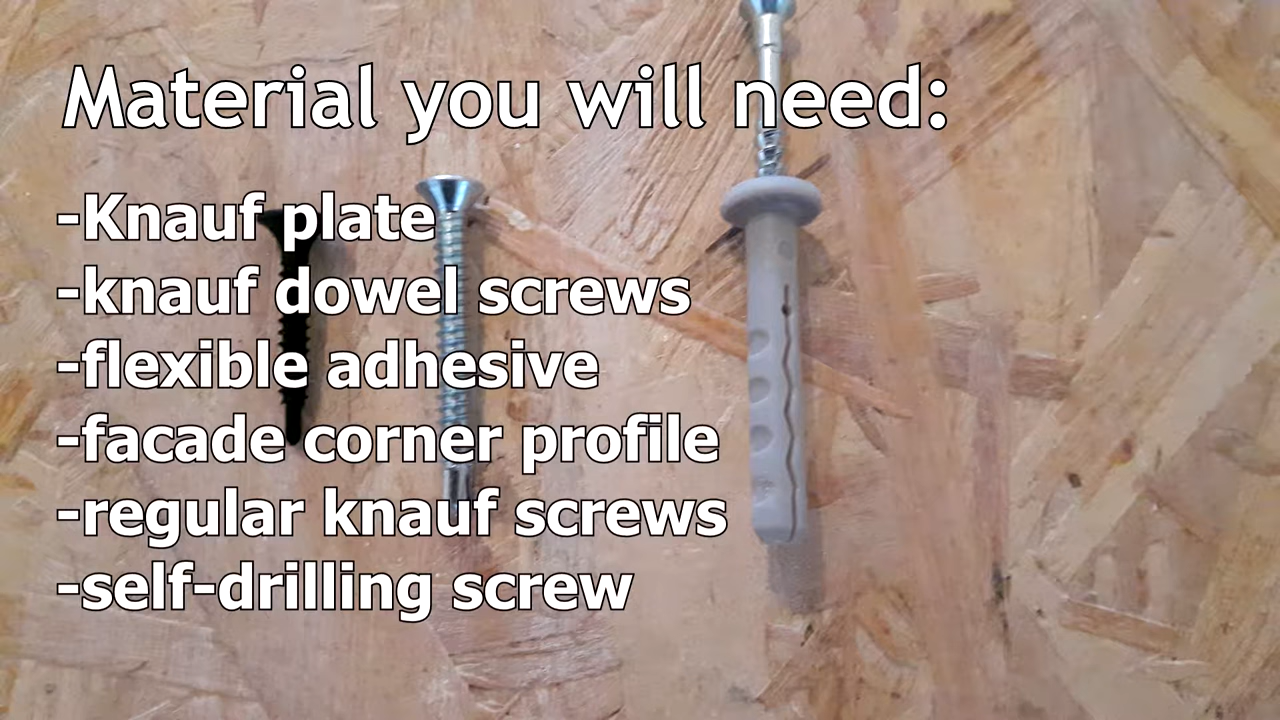 Material you will need:
-Knauf plate
-knauf dowel screws
-flexible adhesive
-facade corner profile
-regular knauf screws
-self-drilling screw